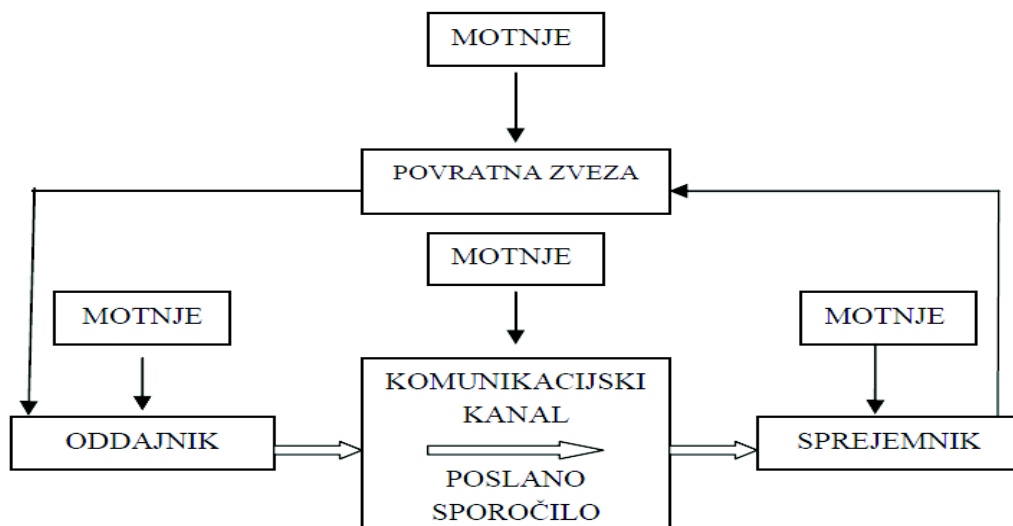 MOTNJE
POVRATNA ZVEZA
MOTNJE
MOTNJE
MOTNJE
KOMUNIKACIJSKI
KANAL
ODDAJNIK
SPREJEMNIK
POSLANO
SPOROČILO